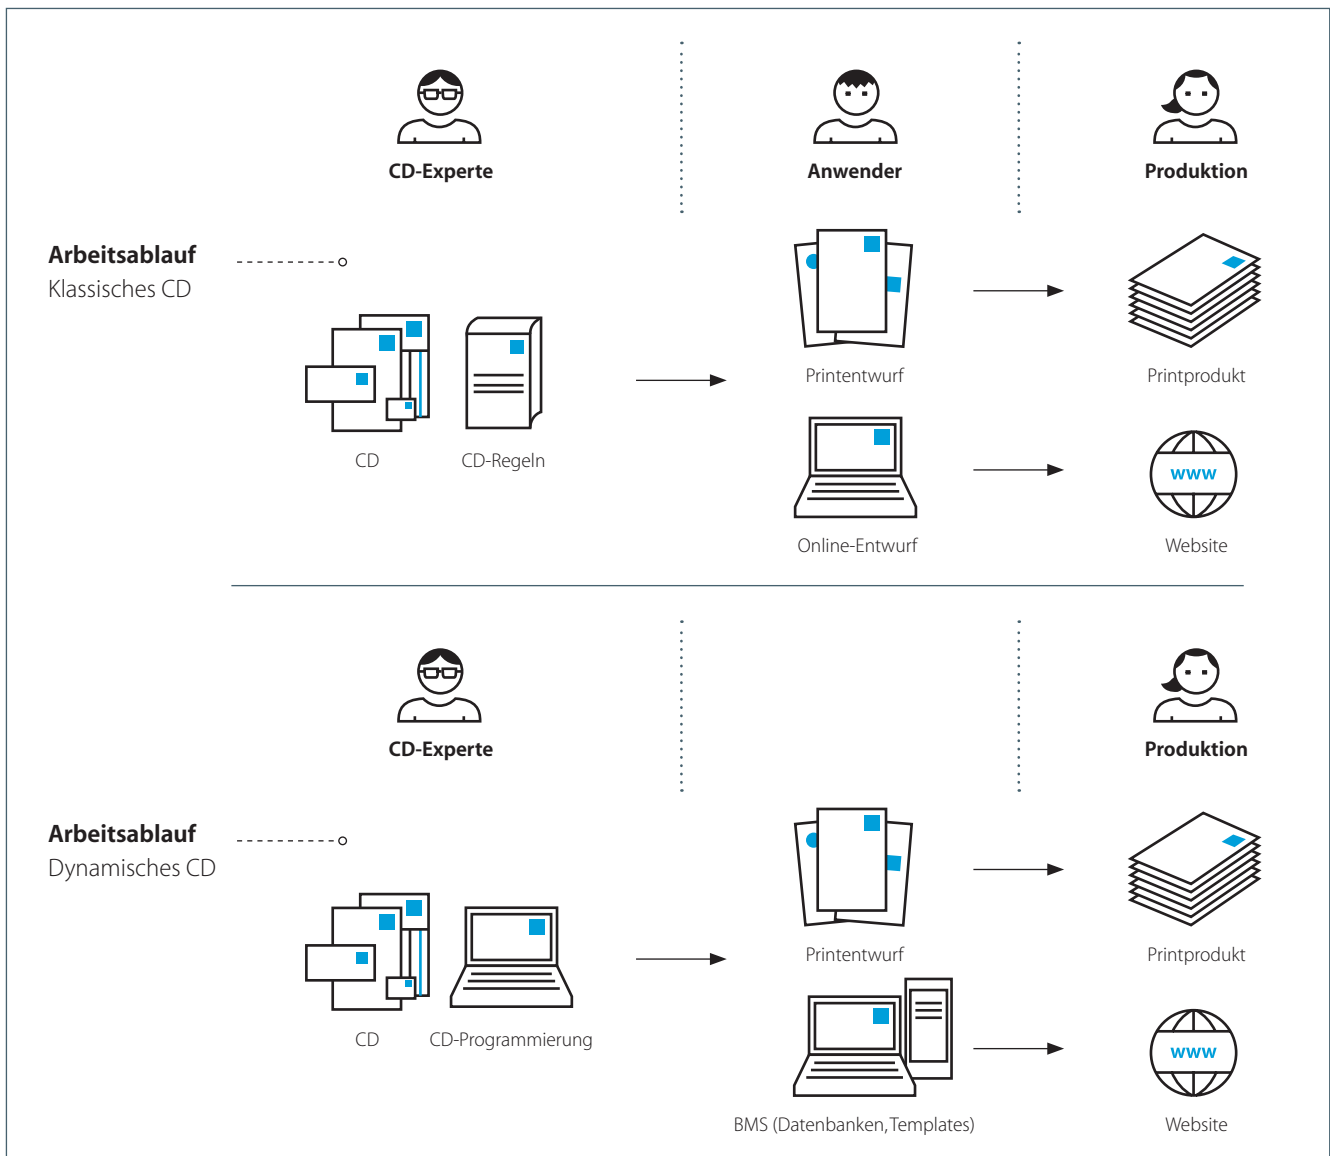 CD-Experte
Anwender
Produktion
Arbeitsablauf
Klassisches CD
Printentwurf
Printprodukt
CD
CD-Regeln
www
Online-Entwurf
Website
CD-Experte
Produktion
Arbeitsablauf
Dynamisches CD
Printentwurf
Printprodukt
CD
CD-Programmierung
www
BMS (Datenbanken, Templates)
Website